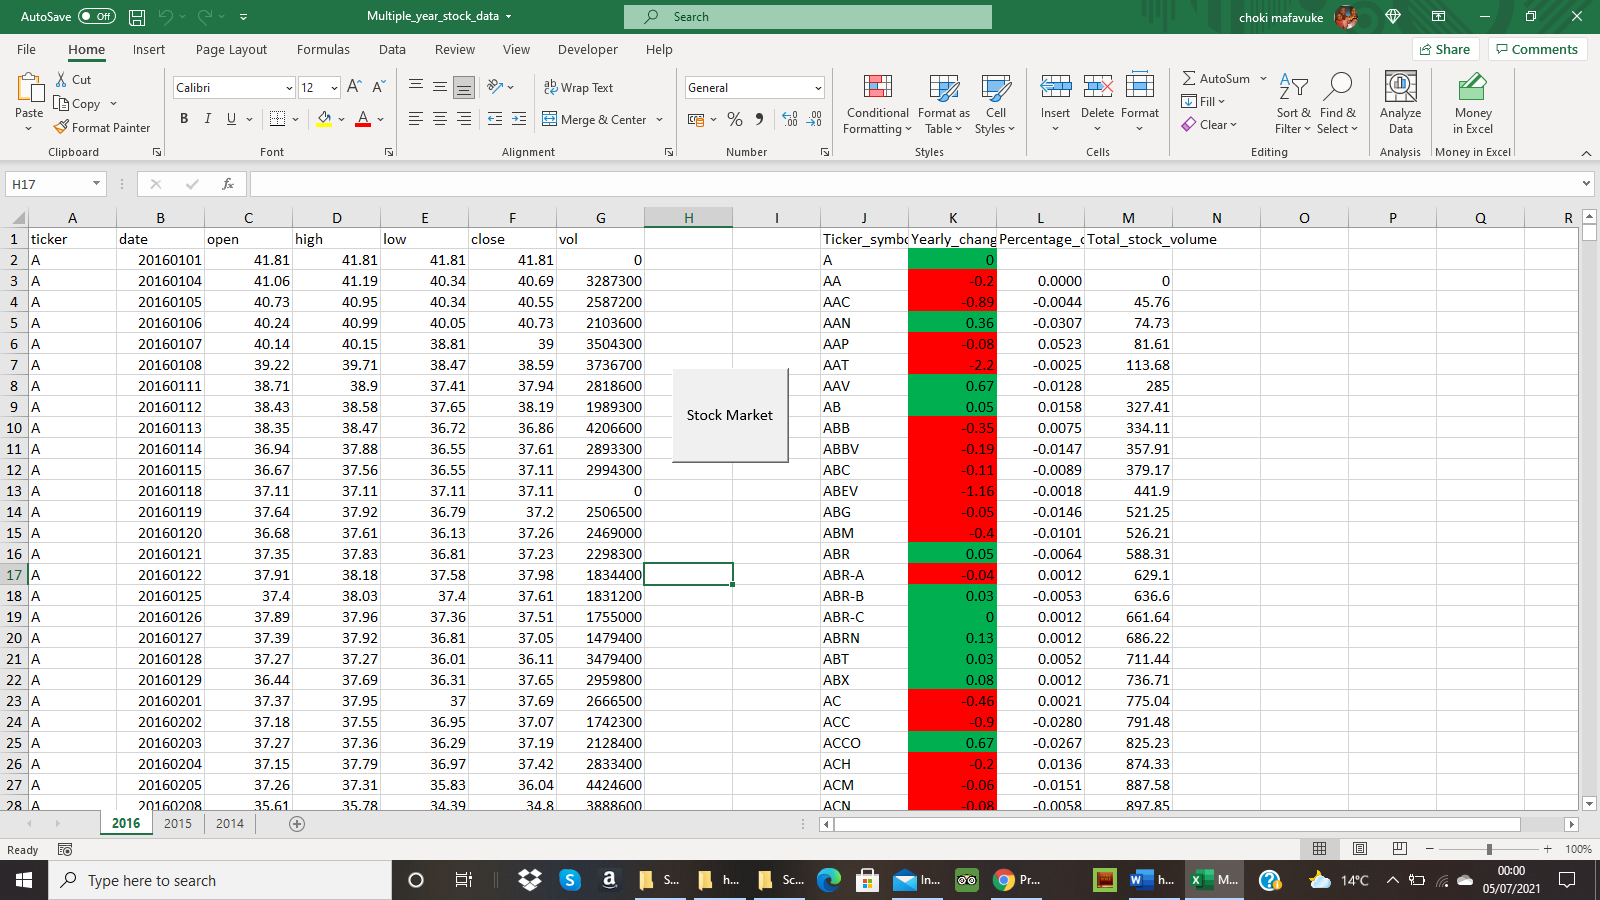 AutoSave Off Multiple_year_stock_data Search choki mafavuke
File Home Insert Page Layout Formulas Data Review View Developer Help Share Comments
Paste Cut Copy Format Painter Clipboard
Calibri 12 A A B I U A Font
ab Wrap Text Merge & Center Alignment
General % Number
Conditional Formatting Format as Table Cell Styles Styles
Insert Delete Format Cells
AutoSum Fill Clear Sort & Filter Find & Select Editing
Analyze Data Analysis
Money in Excel Money in Excel
H17 fx
A B C D E F G H I J K L M N O P Q R
1 ticker date open high low close vol Ticker_symbo Yearly_chang Percentage_c Total_stock_volume
2 A 20160101 41.81 41.81 41.81 41.81 0 A 0
3 A 20160104 41.06 41.19 40.34 40.69 3287300 AA -0.2 0.0000 0
4 A 20160105 40.73 40.95 40.34 40.55 2587200 AAC -0.89 -0.0044 45.76
5 A 20160106 40.24 40.99 40.05 40.73 2103600 AAN 0.36 -0.0307 74.73
6 A 20160107 40.14 40.15 38.81 39 3504300 AAP -0.08 0.0523 81.61
7 A 20160108 39.22 39.71 38.47 38.59 3736700 AAT -2.2 -0.0025 113.68
8 A 20160111 38.71 38.9 37.41 37.94 2818600 AAV 0.67 -0.0128 285
9 A 20160112 38.43 38.58 37.65 38.19 1989300 AB 0.05 0.0158 327.41
10 A 20160113 38.35 38.47 36.72 36.86 4206600 ABB -0.35 0.0075 334.11
11 A 20160114 36.94 37.88 36.55 37.61 2893300 ABBV -0.19 -0.0147 357.91
12 A 20160115 36.67 37.56 36.55 37.11 2994300 ABC -0.11 -0.0089 379.17
13 A 20160118 37.11 37.11 37.11 37.11 0 ABEV -1.16 -0.0018 441.9
14 A 20160119 37.64 37.92 36.79 37.2 2506500 ABG -0.05 -0.0146 521.25
15 A 20160120 36.68 37.61 36.13 37.26 2469000 ABM -0.4 -0.0101 526.21
16 A 20160121 37.35 37.83 36.81 37.23 2298300 ABR 0.05 -0.0064 588.31
17 A 20160122 37.91 38.18 37.58 37.98 1834400 ABR-A -0.04 0.0012 629.1
18 A 20160125 37.4 38.03 37.4 37.61 1831200 ABR-B 0.03 -0.0053 636.6
19 A 20160126 37.89 37.96 37.36 37.51 1755000 ABR-C 0 0.0012 661.64
20 A 20160127 37.39 37.92 36.81 37.05 1479400 ABRN 0.13 0.0012 686.22
21 A 20160128 37.27 37.27 36.01 36.11 3479400 ABT 0.03 0.0052 711.44
22 A 20160129 36.44 37.69 36.31 37.65 2959800 ABX 0.08 0.0012 736.71
23 A 20160201 37.37 37.95 37 37.69 2666500 AC -0.46 0.0021 775.04
24 A 20160202 37.18 37.55 36.95 37.07 1742300 ACC -0.9 -0.0280 791.48
25 A 20160203 37.27 37.36 36.29 37.19 2128400 ACCO 0.67 -0.0267 825.23
26 A 20160204 37.15 37.79 36.97 37.42 2833400 ACH -0.2 0.0136 874.33
27 A 20160205 37.26 37.31 35.83 36.04 4424600 ACM -0.06 -0.0151 887.58
28 A 20160208 35.61 35.78 34.39 34.8 3888600 ACN -0.08 -0.0058 897.85
Stock Market
2016 2015 2014
Ready 100%
Type here to search S... h... Sc... In... Pr... h... M... 14°C 00:00
05/07/2021